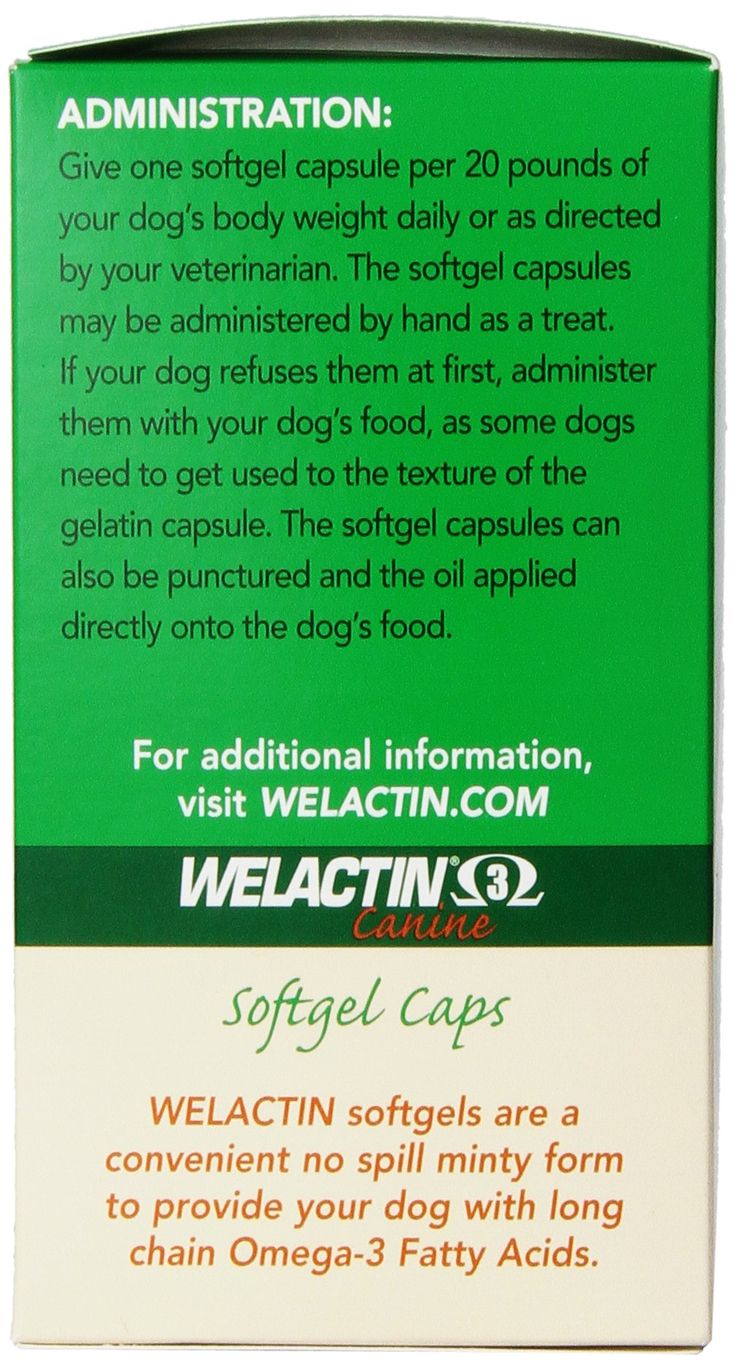 ADMINISTRATION:
Give one softgel capsule per 20 pounds of
your dog's body weight daily or as directed
by your veterinarian. The softgel capsules
may be administered by hand as a treat.
If your dog refuses them at first, administer
them with your dog's food, as some dogs
need to get used to the texture of the
gelatin capsule. The softgel capsules can
also be punctured and the oil applied
directly onto the dog's food.
For additional information,
visit WELACTIN.COM
WELACTIN® Ω3
Canine
Softgel Caps
WELACTIN softgels are a
convenient no spill minty form
to provide your dog with long
chain Omega-3 Fatty Acids.